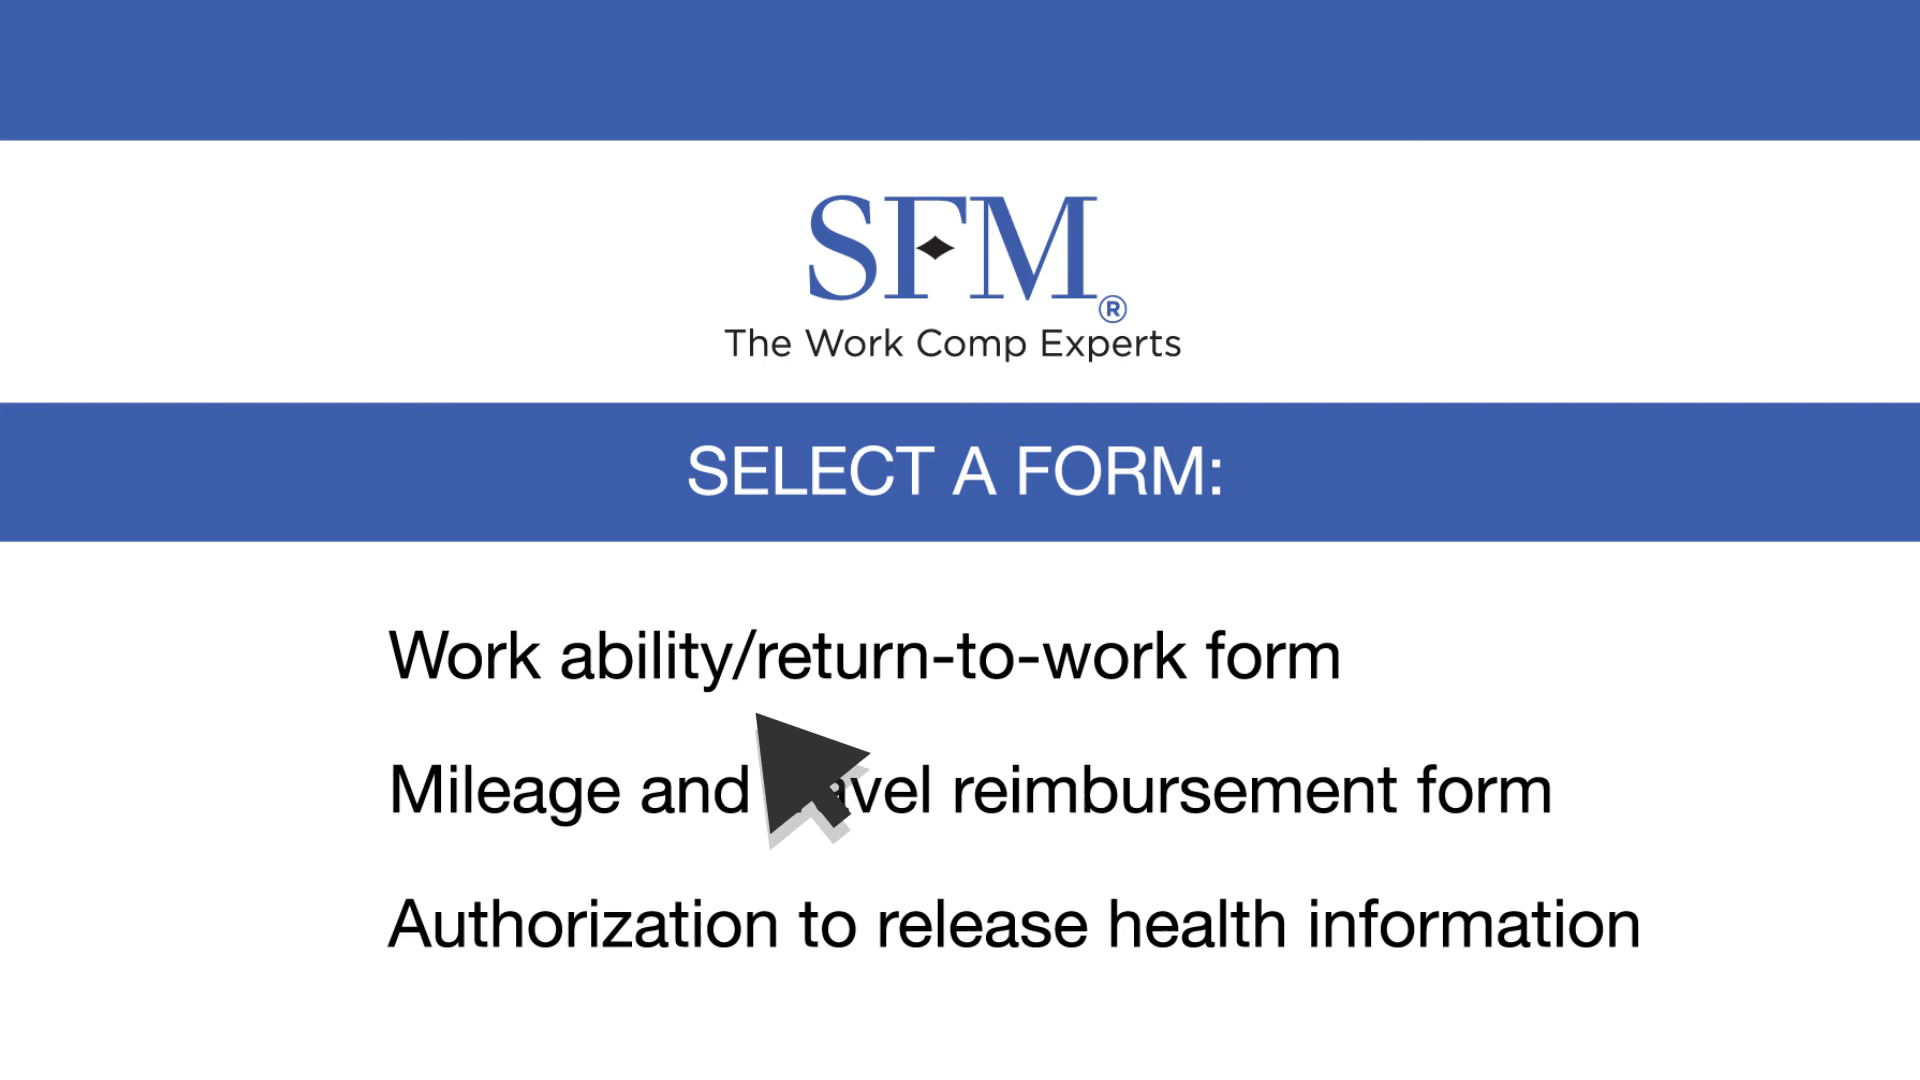 SFM®
The Work Comp Experts
SELECT A FORM:
Work ability/return-to-work form
Mileage and reimbursement form
Authorization to release health information